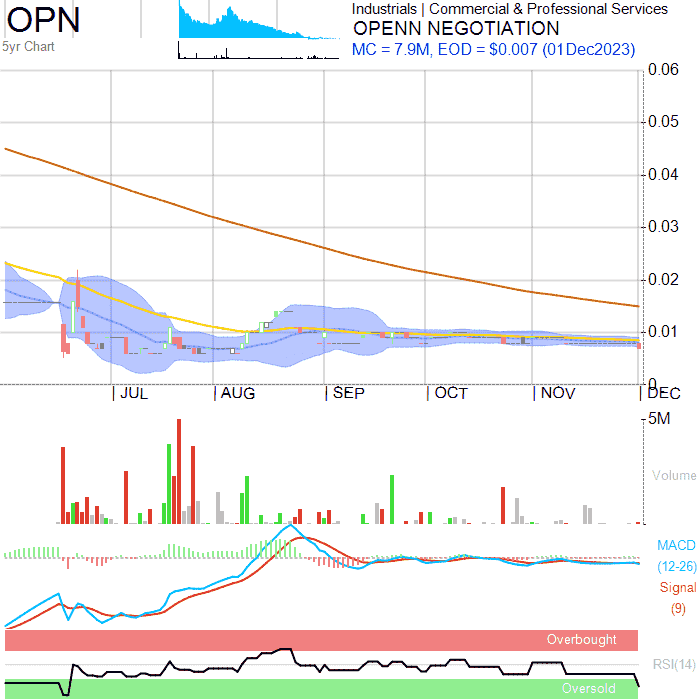 OPN
5yr Chart
Industrials | Commercial & Professional Services
OPENN NEGOTIATION
MC = 7.9M, EOD = $0.007 (01Dec2023)
0.06
0.05
0.04
0.03
0.02
0.01
0
| JUL
| AUG
| SEP
| OCT
| NOV
| DEC
5M
Volume
MACD
(12-26)
Signal
(9)
Overbought
RSI(14)
Oversold